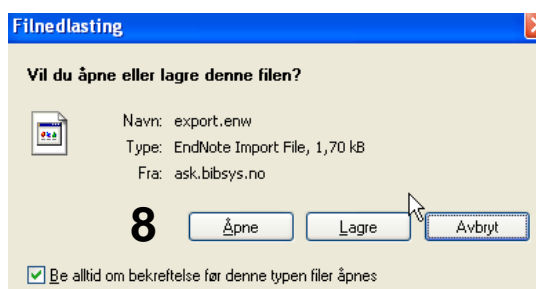 Filnedlasting
Vil du åpne eller lagre denne filen?
Navn: export.enw
Type: EndNote Import File, 1,70 kB
Fra: ask.bibsys.no
8 Åpne Lagre Avbryt
Be alltid om bekreftelse før denne typen filer åpnes